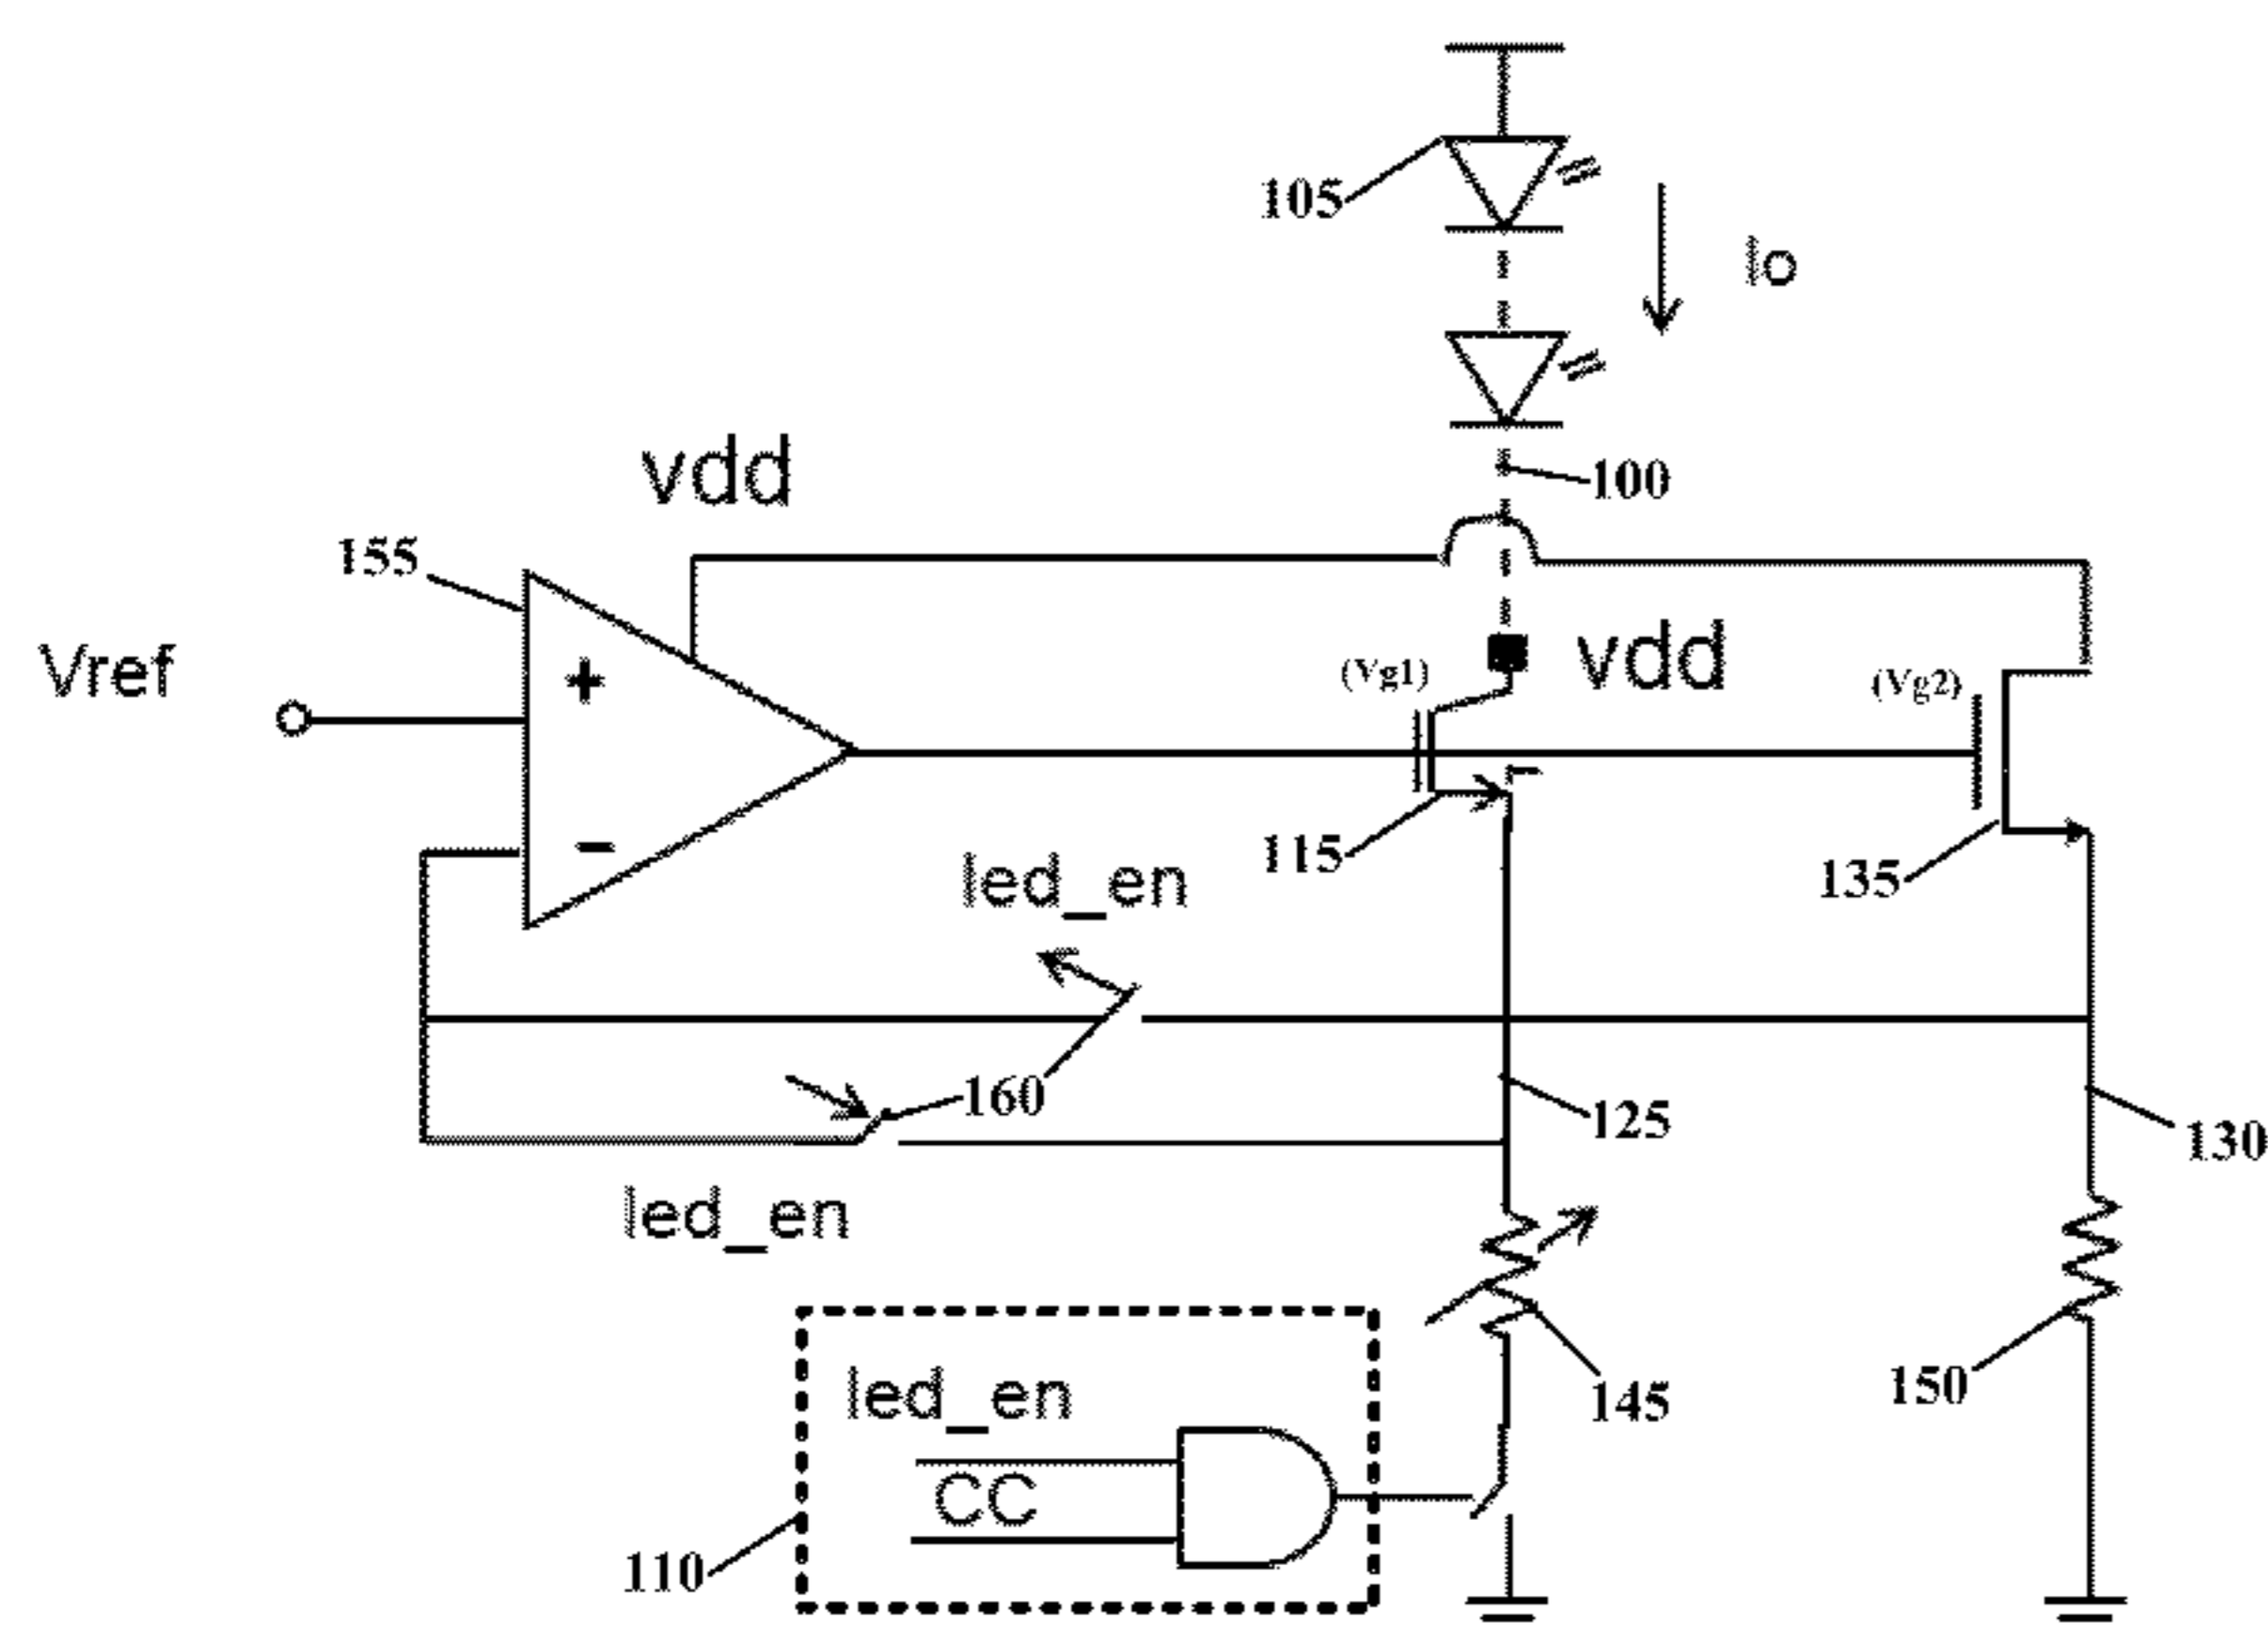 105
Io
vdd
100
155
Vref
+
(Vg1)
vdd
(Vg2)
−
115
135
led_en
160
125
130
led_en
led_en
145
150
CC
110